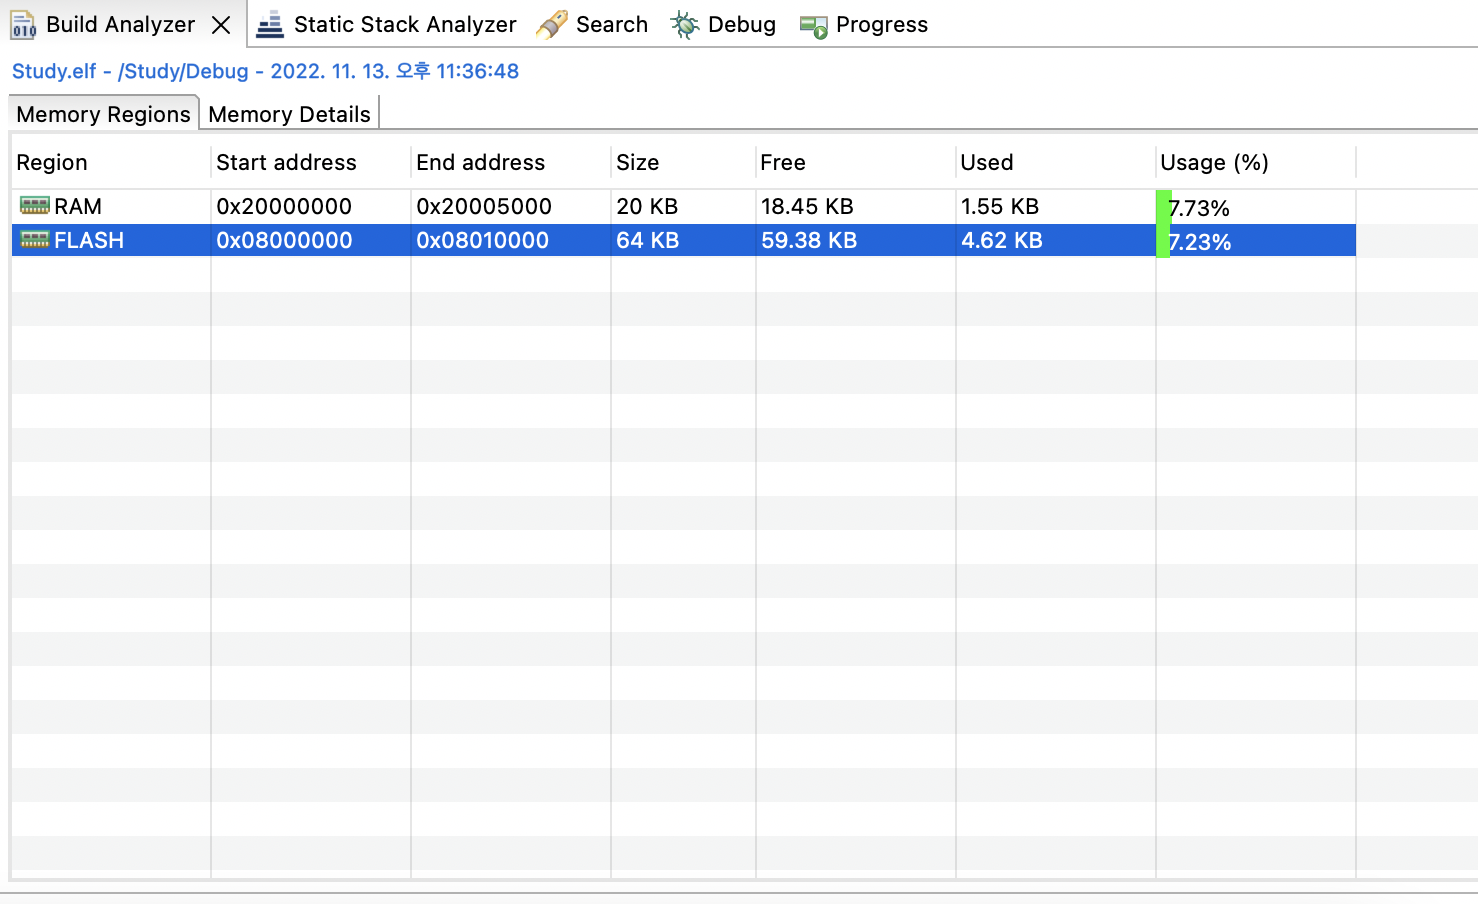 Build Analyzer Static Stack Analyzer Search Debug Progress
Study.elf - /Study/Debug - 2022. 11. 13. 오후 11:36:48
Memory Regions Memory Details
Region Start address End address Size Free Used Usage (%)
RAM 0x20000000 0x20005000 20 KB 18.45 KB 1.55 KB 7.73%
FLASH 0x08000000 0x08010000 64 KB 59.38 KB 4.62 KB 7.23%